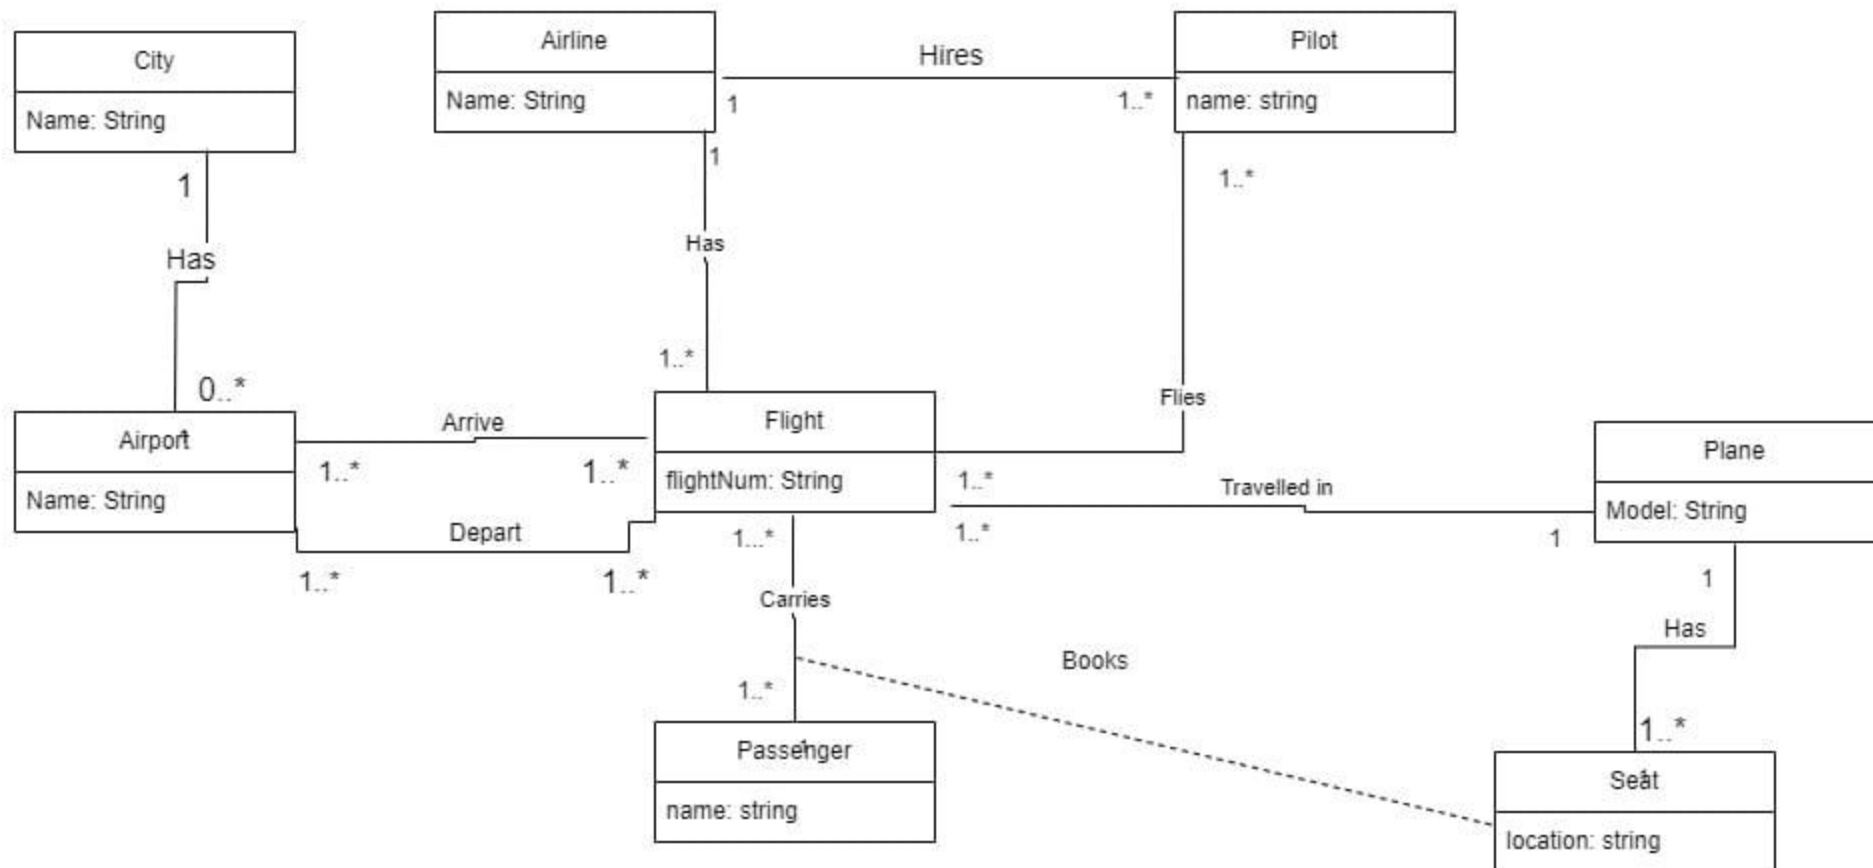 City
Name: String
1
Has
0..*
Airport
Name: String
Airline
Name: String
Hires
1
1..*
Pilot
name: string
1
Has
1..*
1..*
Flies
Arrive
1..*
1..*
Depart
1..*
1..*
Flight
flightNum: String
1..*
Travelled in
1..*
1
Plane
Model: String
1...*
Carries
1..*
Books
Passenger
name: string
1
Has
1..*
Seat
location: string